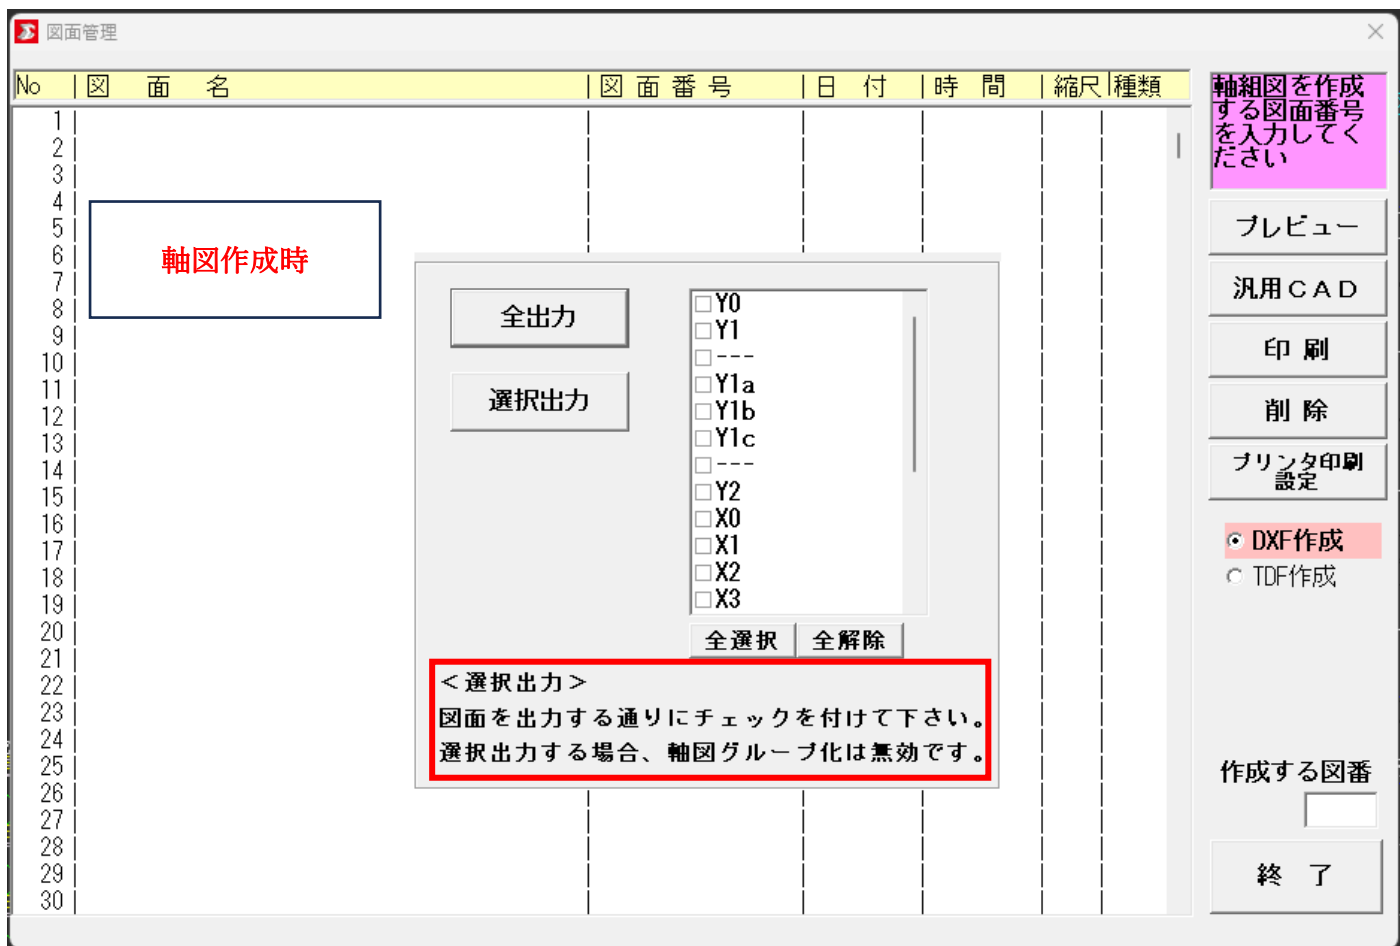 図面管理
No 図 面 名 図面番号 日 付 時 間 縮尺 種類
1
2
3
4
5
6
7
8
9
10
11
12
13
14
15
16
17
18
19
20
21
22
23
24
25
26
27
28
29
30
軸図作成時
全出力
選択出力
Y0
Y1
---
Y1a
Y1b
Y1c
---
Y2
X0
X1
X2
X3
全選択 全解除
＜選択出力＞
図面を出力する通りにチェックを付けて下さい。
選択出力する場合、軸図グループ化は無効です。
軸組図を作成
する図面番号
を入力してく
ださい
プレビュー
汎用ＣＡＤ
印 刷
削 除
プリンタ印刷
設定
DXF作成
TDF作成
作成する図番
終 了